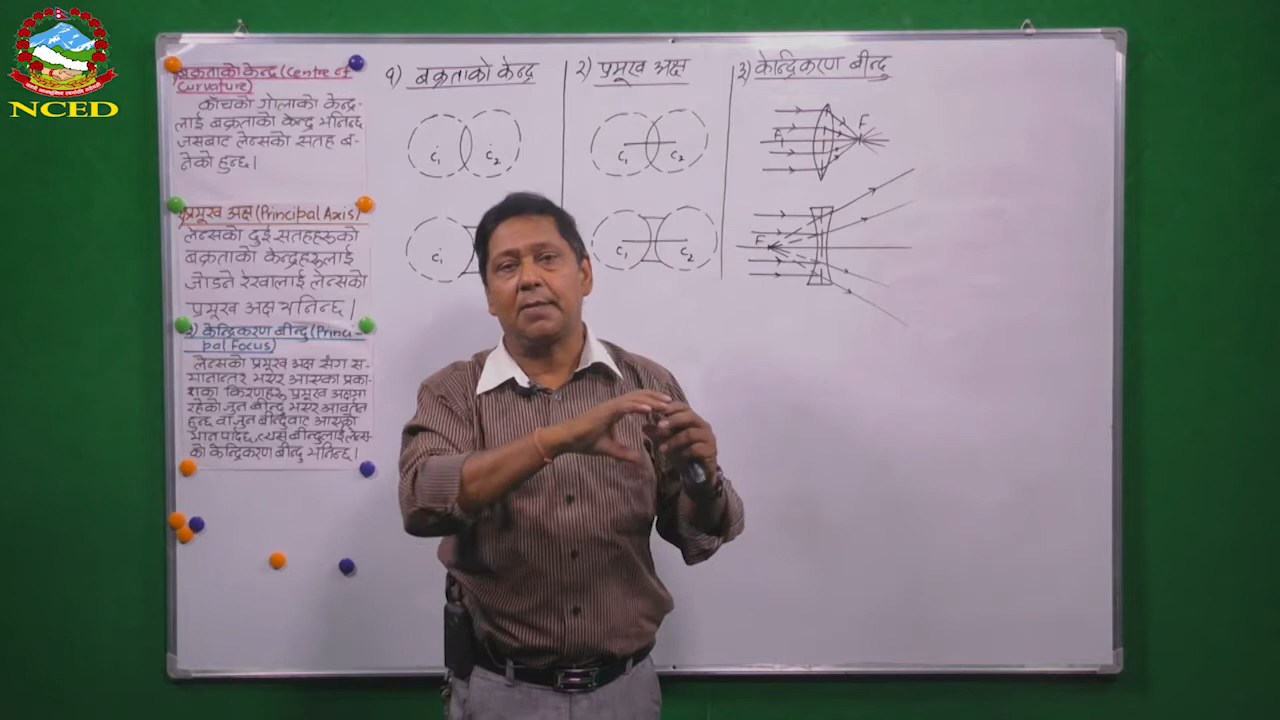 NCED
बक्रताको केन्द्र (Centre of
Curvature)
काँचको गोलाको केन्द्र-
लाई बक्रताको केन्द्र भनिन्छ
जसबाट लेन्सको सतह ब-
नेको हुन्छ।
प्रमूख अक्ष (Principal Axis)
लेन्सको दुई सतहहरुको
बक्रताको केन्द्रहरुलाई
जोडने रेखालाई लेन्सको
प्रमूख अक्ष भनिन्छ।
३) केन्द्रिकरण बीन्दु (Princi-
pal Focus)
लेन्सको प्रमूख अक्ष संग स-
मानान्तर भएर आएका प्रका-
शका किरणहरु प्रमूख अक्षमा
रहेको जुन बीन्दु भएर आवर्तित
हुन्छ वा जुन बीन्दुबाट आएको
भान पार्दछ, त्यस बीन्दुलाई लेन्स-
को केन्द्रिकरण बीन्दु भनिन्छ।
१) बक्रताको केन्द्र
C₁ C₂
C₁
२) प्रमूख अक्ष
C₁ C₂
C₁ C₂
३) केन्द्रिकरण बीन्दु
F₁ F
F